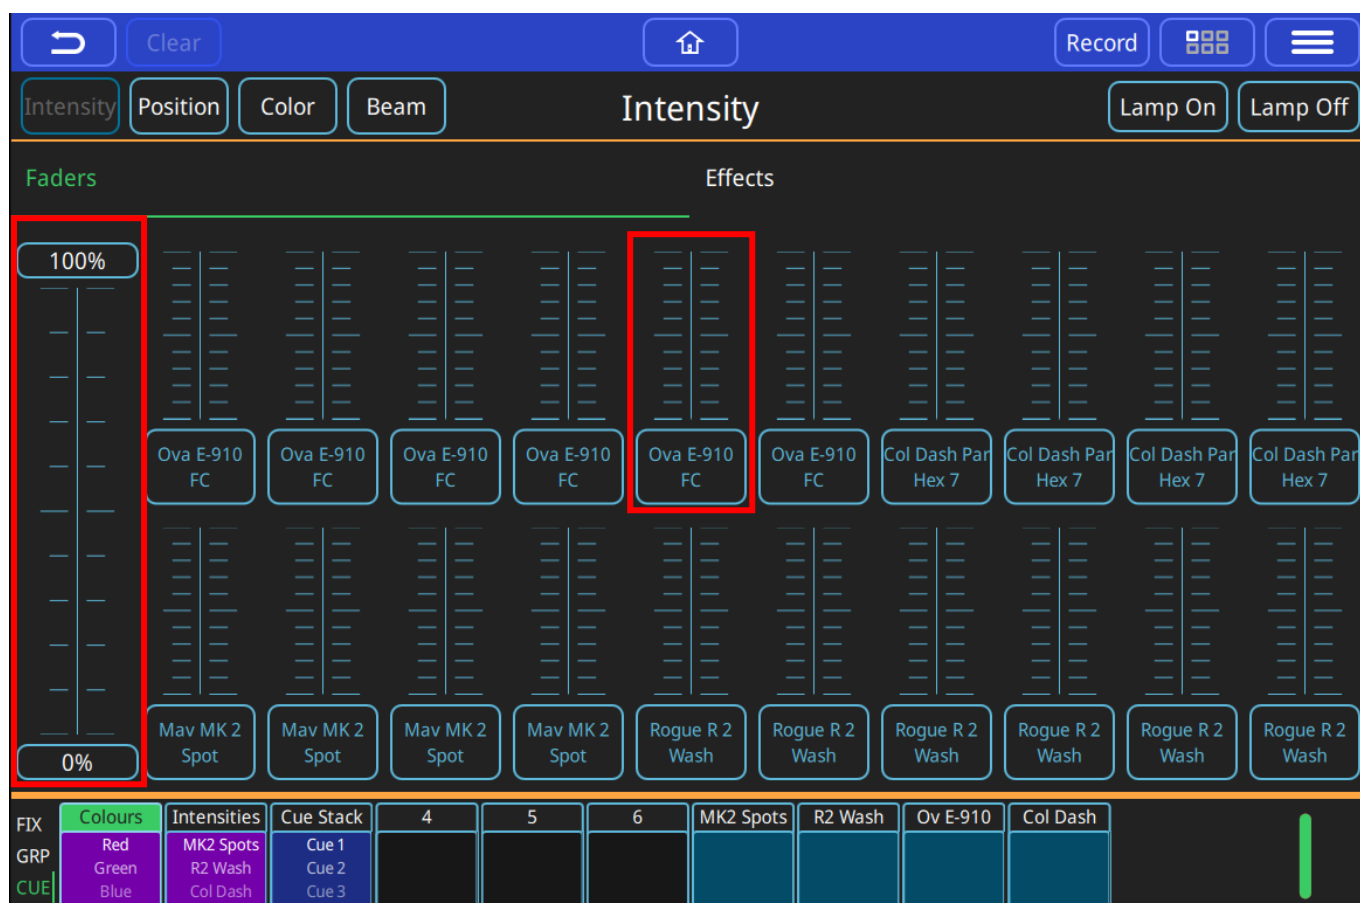 Clear
Record
Intensity
Position
Color
Beam
Intensity
Lamp On
Lamp Off
Faders
Effects
100%
0%
Ova E-910
FC
Ova E-910
FC
Ova E-910
FC
Ova E-910
FC
Ova E-910
FC
Ova E-910
FC
Col Dash Par
Hex 7
Col Dash Par
Hex 7
Col Dash Par
Hex 7
Col Dash Par
Hex 7
Mav MK 2
Spot
Mav MK 2
Spot
Mav MK 2
Spot
Mav MK 2
Spot
Rogue R 2
Wash
Rogue R 2
Wash
Rogue R 2
Wash
Rogue R 2
Wash
Rogue R 2
Wash
Rogue R 2
Wash
FIX
GRP
CUE
Colours
Red
Green
Blue
Intensities
MK2 Spots
R2 Wash
Col Dash
Cue Stack
Cue 1
Cue 2
Cue 3
4
5
6
MK2 Spots
R2 Wash
Ov E-910
Col Dash